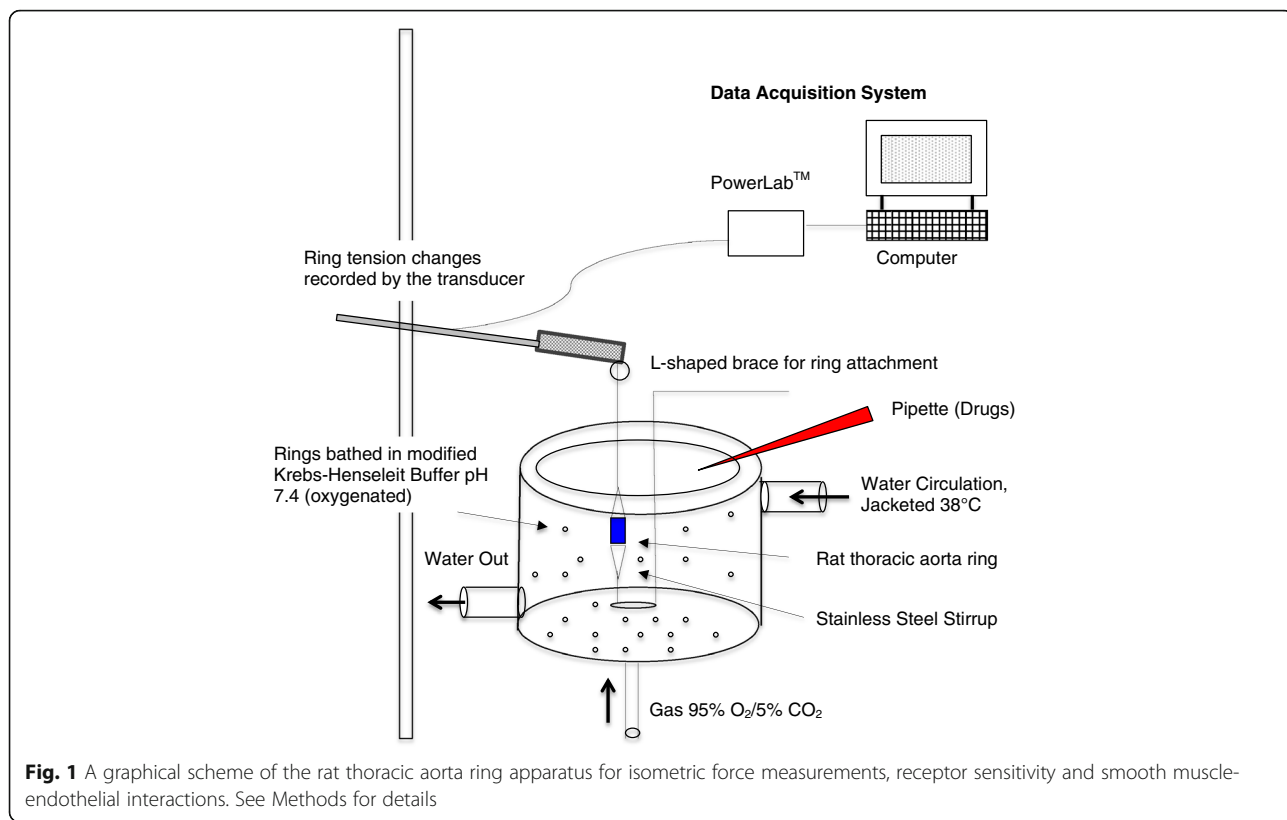 Data Acquisition System
PowerLab™
Computer
Ring tension changes
recorded by the transducer
L-shaped brace for ring attachment
Pipette (Drugs)
Rings bathed in modified
Krebs-Henseleit Buffer pH
7.4 (oxygenated)
Water Circulation,
Jacketed 38°C
Water Out
Rat thoracic aorta ring
Stainless Steel Stirrup
Gas 95% O₂/5% CO₂
Fig. 1 A graphical scheme of the rat thoracic aorta ring apparatus for isometric force measurements, receptor sensitivity and smooth muscle-
endothelial interactions. See Methods for details